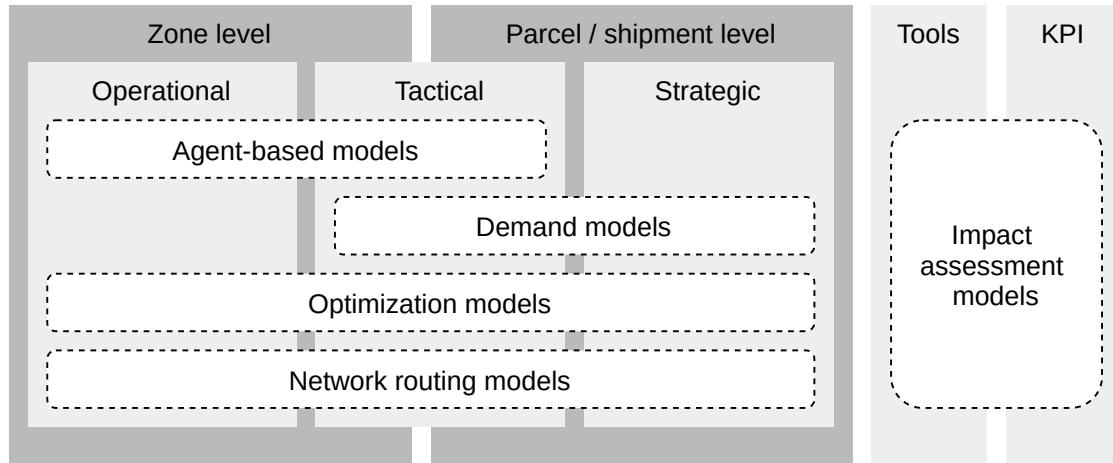 Zone level
Parcel / shipment level
Tools
KPI
Operational
Tactical
Strategic
Agent-based models
Demand models
Optimization models
Network routing models
Impact
assessment
models